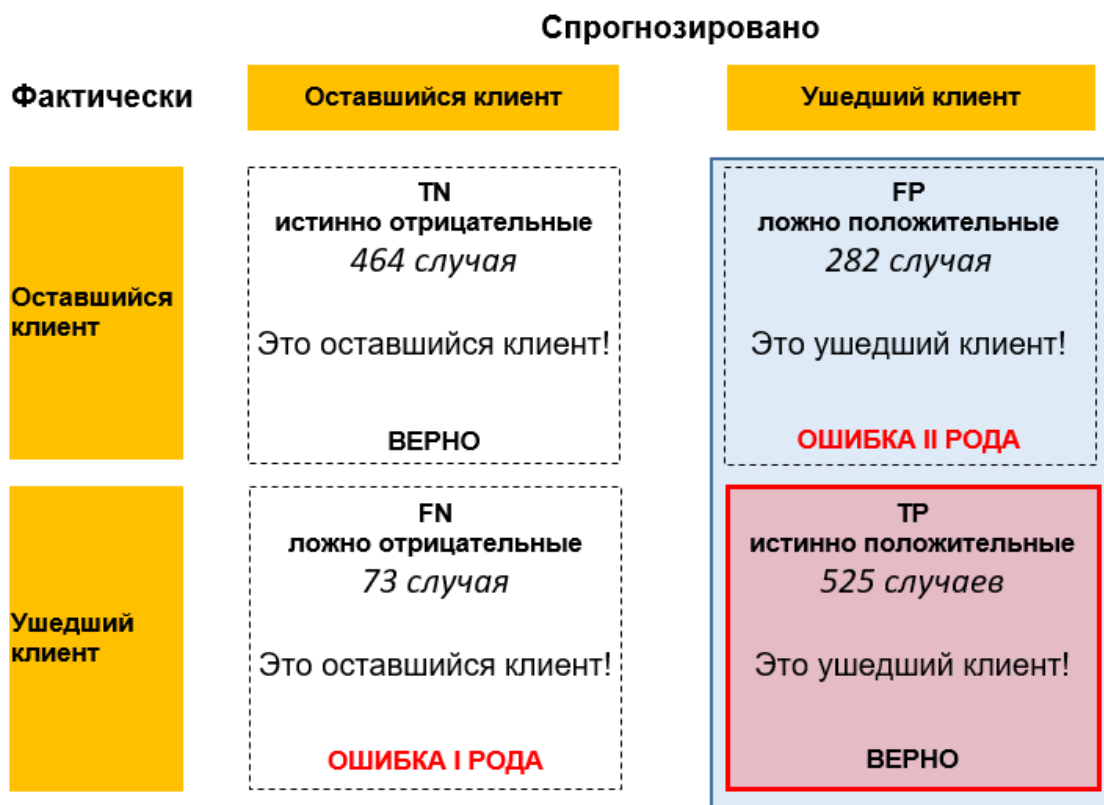 Спрогнозировано
Фактически
Оставшийся клиент
Ушедший клиент
Оставшийся
клиент
TN
истинно отрицательные
464 случая
Это оставшийся клиент!
ВЕРНО
FP
ложно положительные
282 случая
Это ушедший клиент!
ОШИБКА II РОДА
Ушедший
клиент
FN
ложно отрицательные
73 случая
Это оставшийся клиент!
ОШИБКА I РОДА
TP
истинно положительные
525 случаев
Это ушедший клиент!
ВЕРНО